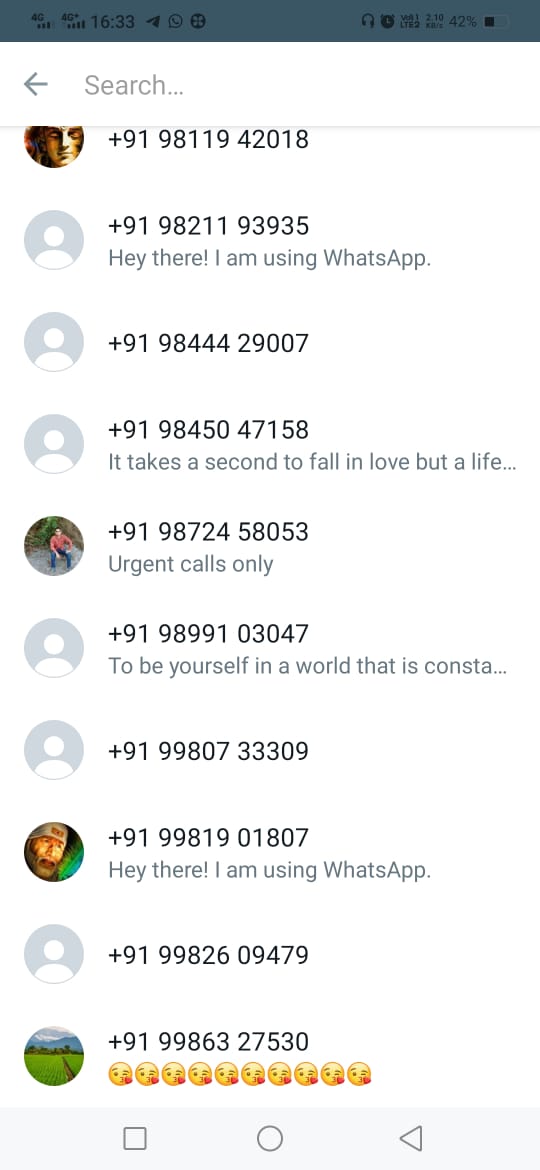 4G 4G+ 16:33 Vo) 1 LTE2 2.10 KB/s 42%
Search…
+91 98119 42018
+91 98211 93935
Hey there! I am using WhatsApp.
+91 98444 29007
+91 98450 47158
It takes a second to fall in love but a life…
+91 98724 58053
Urgent calls only
+91 98991 03047
To be yourself in a world that is consta…
+91 99807 33309
+91 99819 01807
Hey there! I am using WhatsApp.
+91 99826 09479
+91 99863 27530
😘😘😘😘😘😘😘😘😘😘